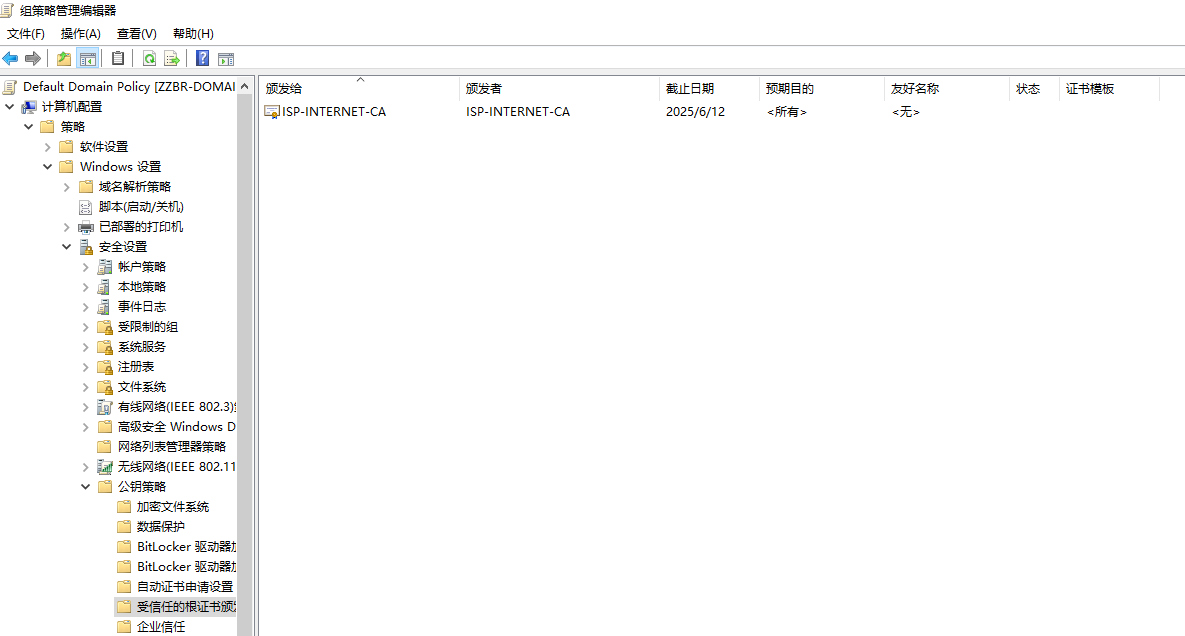 组策略管理编辑器
文件(F) 操作(A) 查看(V) 帮助(H)
Default Domain Policy [ZZBR-DOMAI
计算机配置
策略
软件设置
Windows 设置
域名解析策略
脚本(启动/关机)
已部署的打印机
安全设置
帐户策略
本地策略
事件日志
受限制的组
系统服务
注册表
文件系统
有线网络(IEEE 802.3)
高级安全 Windows D
网络列表管理器策略
无线网络(IEEE 802.11
公钥策略
加密文件系统
数据保护
BitLocker 驱动器加
BitLocker 驱动器加
自动证书申请设置
受信任的根证书颁发
企业信任
颁发给 颁发者 截止日期 预期目的 友好名称 状态 证书模板
ISP-INTERNET-CA ISP-INTERNET-CA 2025/6/12 <所有> <无>